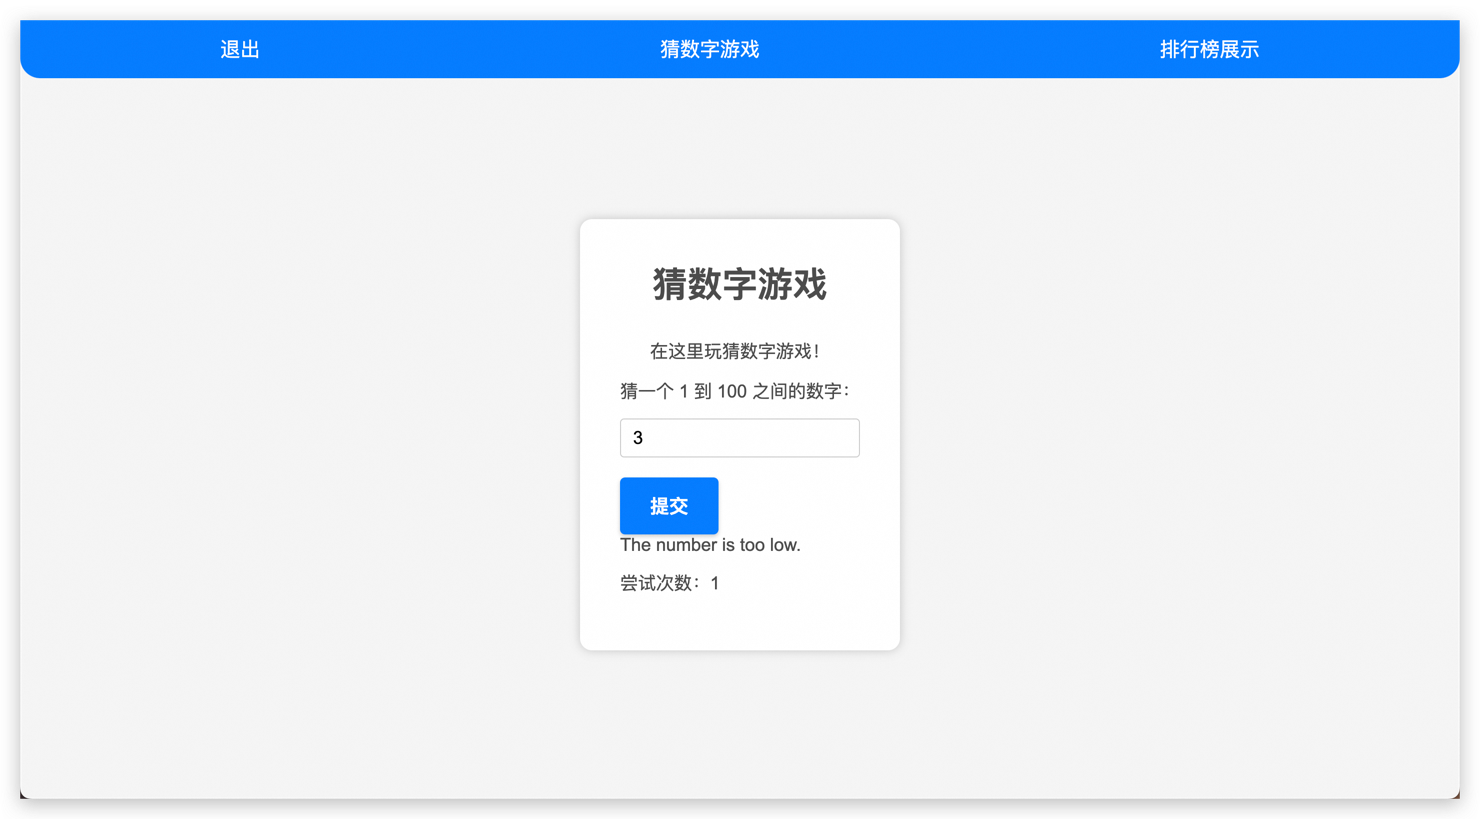 退出
猜数字游戏
排行榜展示
猜数字游戏
在这里玩猜数字游戏！
猜一个 1 到 100 之间的数字：
3
提交
The number is too low.
尝试次数：1